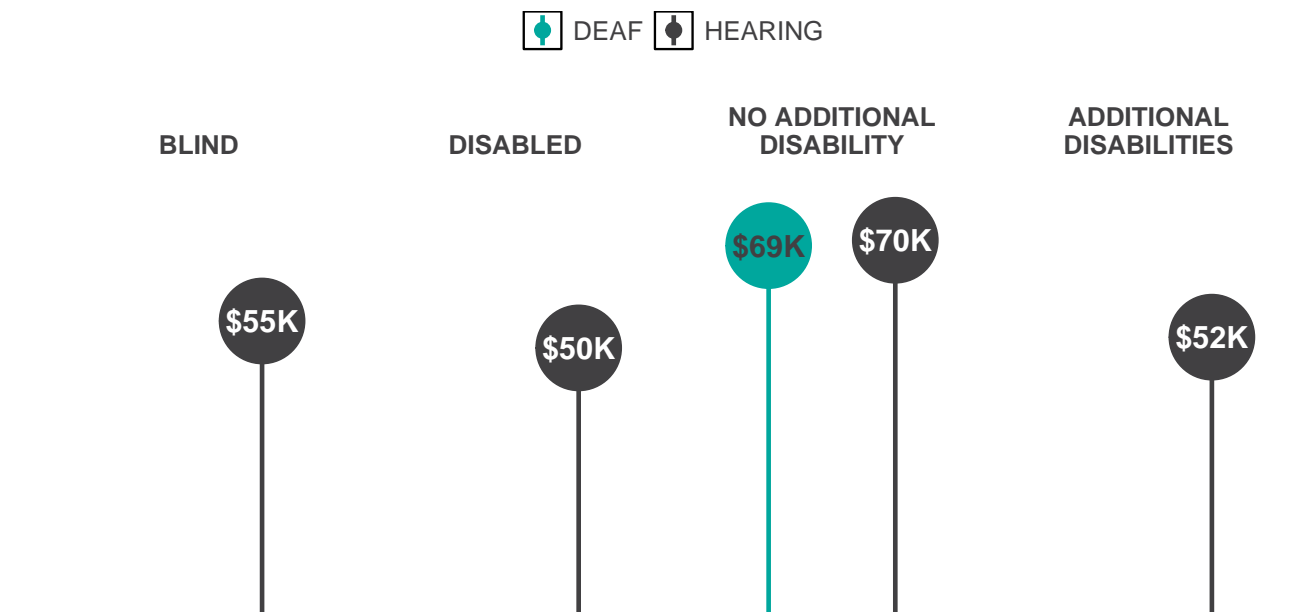 DEAF HEARING
BLIND
DISABLED
NO ADDITIONAL
DISABILITY
ADDITIONAL
DISABILITIES
$55K
$50K
$69K
$70K
$52K